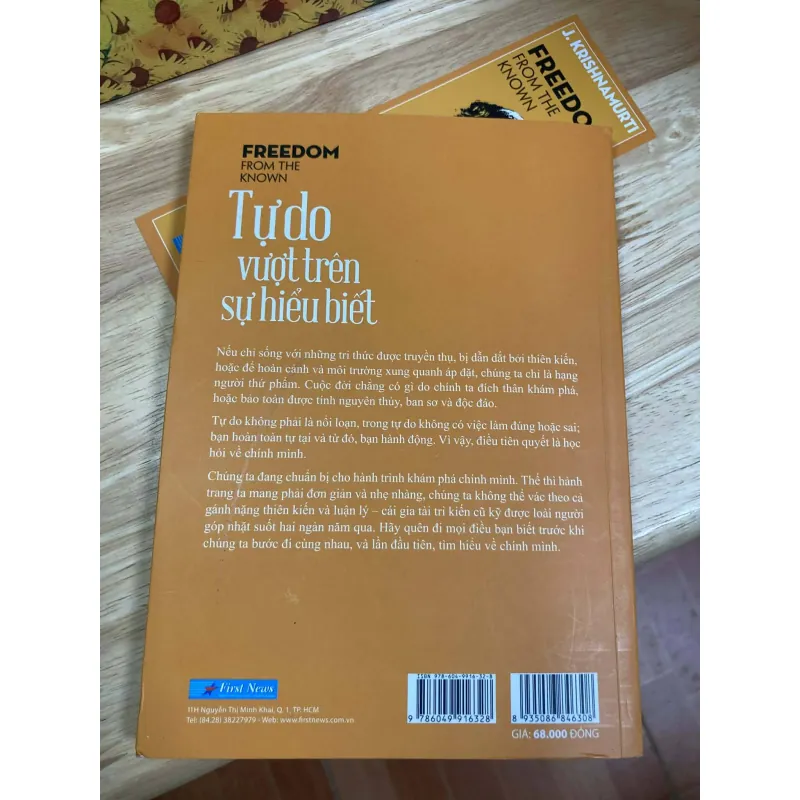 J. KRISHNAMURTI
FREEDO
FROM THE
KNOWN
FREEDOM
FROM THE
KNOWN
Tự do
vượt trên
sự hiểu biết
Nếu chỉ sống với những tri thức được truyền thụ, bị dẫn dắt bởi thiên kiến,
hoặc để hoàn cảnh và môi trường xung quanh áp đặt, chúng ta chỉ là hạng
người thứ phẩm. Cuộc đời chẳng có gì do chính ta đích thân khám phá,
hoặc bảo toàn được tính nguyên thủy, ban sơ và độc đáo.
Tự do không phải là nổi loạn, trong tự do không có việc làm đúng hoặc sai;
bạn hoàn toàn tự tại và từ đó, bạn hành động. Vì vậy, điều tiên quyết là học
hỏi về chính mình.
Chúng ta đang chuẩn bị cho hành trình khám phá chính mình. Thế thì hành
trang ta mang phải đơn giản và nhẹ nhàng, chúng ta không thể vác theo cả
gánh nặng thiên kiến và luận lý – cái gia tài tri kiến cũ kỹ được loài người
góp nhặt suốt hai ngàn năm qua. Hãy quên đi mọi điều bạn biết trước khi
chúng ta bước đi cùng nhau, và lần đầu tiên, tìm hiểu về chính mình.
First News
11H Nguyễn Thị Minh Khai, Q. 1, TP. HCM
Tel: (84.28) 38227979 - Web: www.firstnews.com.vn
ISBN 978-604-9916-32-8
9 786049 916328
8 935086 846308
GIÁ: 68.000 ĐỒNG